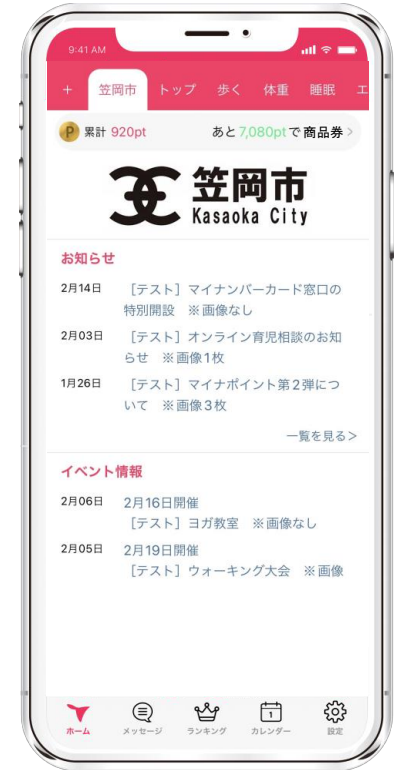 9:41 AM
+ 笠岡市 トップ 歩く 体重 睡眠 エ
P 累計 920pt あと7,080ptで商品券>
笠岡市
Kasaoka City
お知らせ
2月14日 ［テスト］マイナンバーカード窓口の
特別開設 ※画像なし
2月03日 ［テスト］オンライン育児相談のお知
らせ ※画像1枚
1月26日 ［テスト］マイナポイント第2弾につ
いて ※画像3枚
一覧を見る>
イベント情報
2月06日 2月16日開催
［テスト］ヨガ教室 ※画像なし
2月05日 2月19日開催
［テスト］ウォーキング大会 ※画像
1
ホーム メッセージ ランキング カレンダー 設定